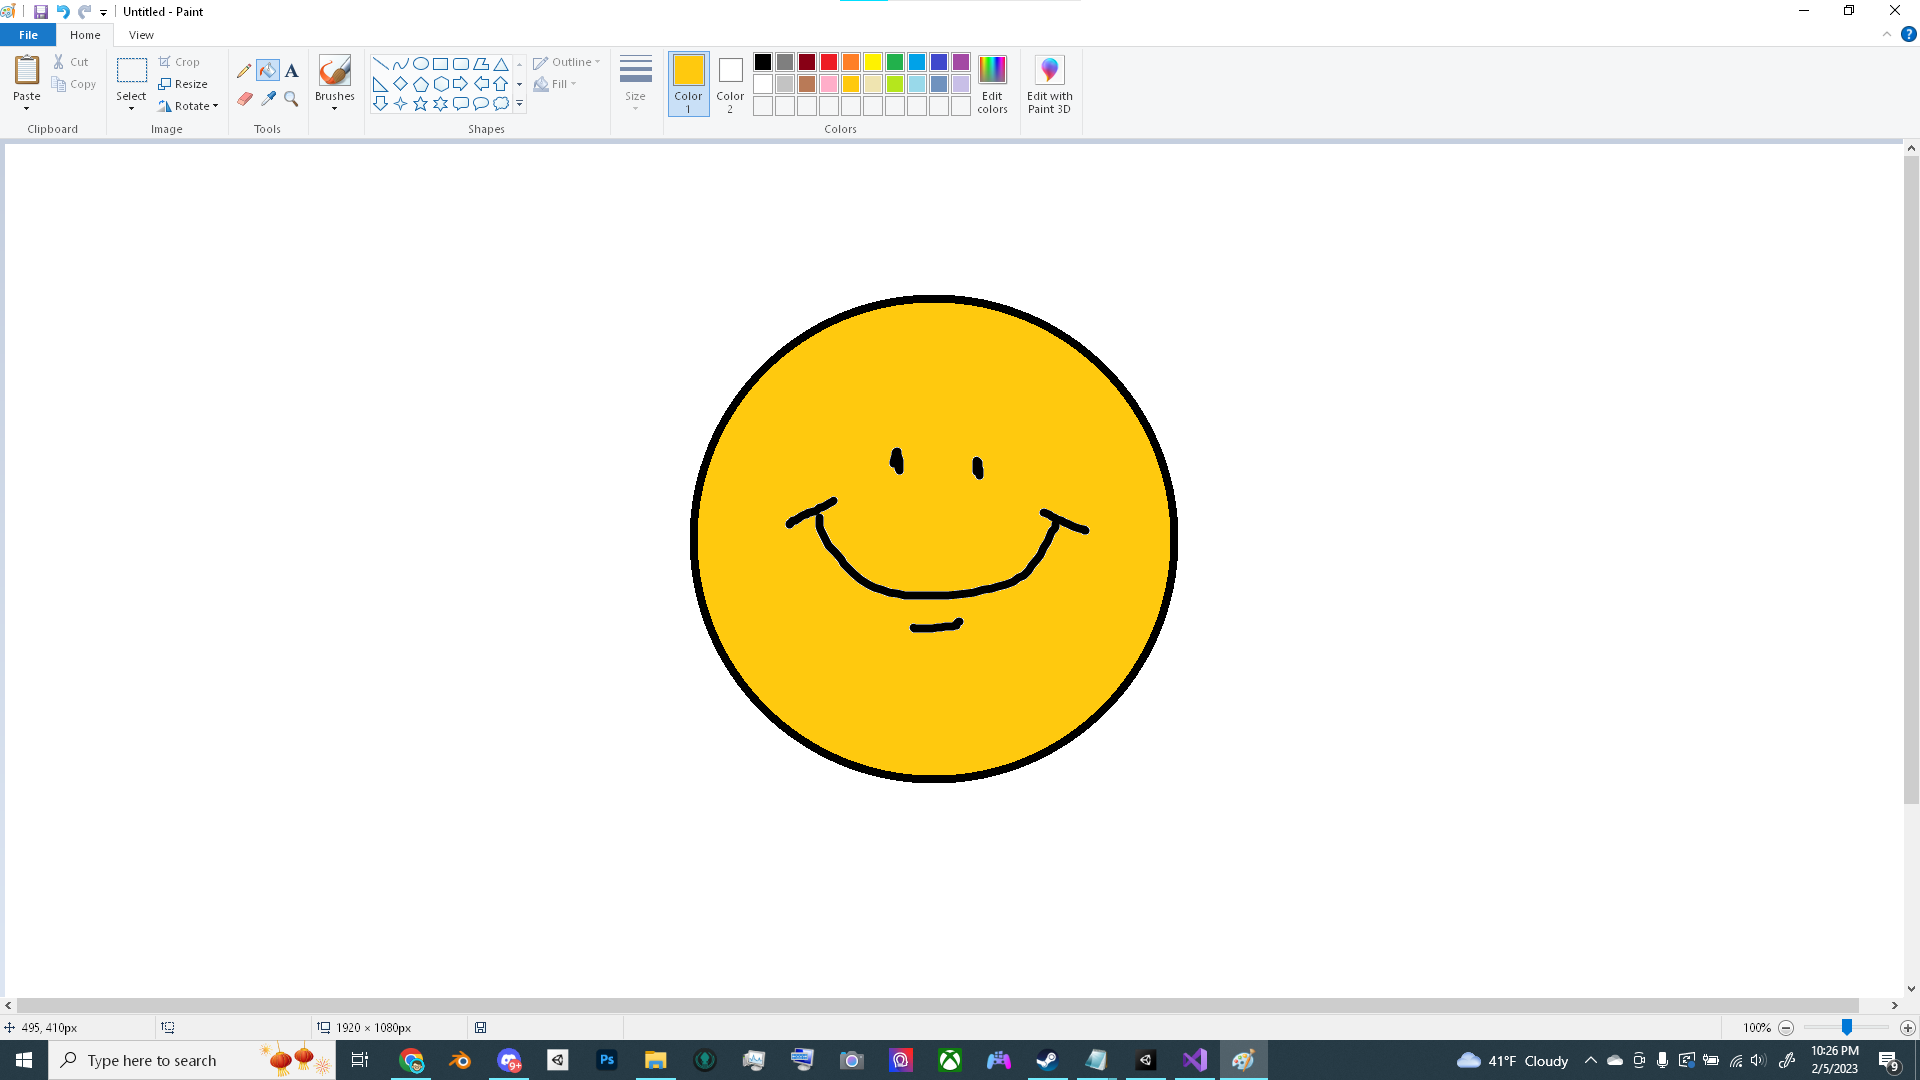 Untitled - Paint
File Home View
Paste
Cut
Copy
Clipboard
Select
Crop
Resize
Rotate
Image
A
Tools
Brushes
Outline
Fill
Shapes
Size
Color
1
Color
2
Edit
colors
Colors
Edit with
Paint 3D
495, 410px
1920 × 1080px
100%
Type here to search
9+
Ps
41°F Cloudy
10:26 PM
2/5/2023
9